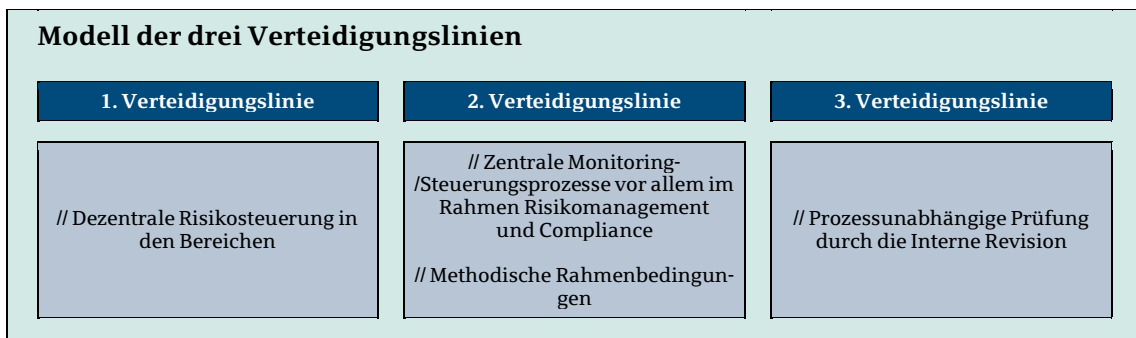 Modell der drei Verteidigungslinien
1. Verteidigungslinie
// Dezentrale Risikosteuerung in
den Bereichen
2. Verteidigungslinie
// Zentrale Monitoring-
/Steuerungsprozesse vor allem im
Rahmen Risikomanagement
und Compliance
// Methodische Rahmenbedingun-
gen
3. Verteidigungslinie
// Prozessunabhängige Prüfung
durch die Interne Revision